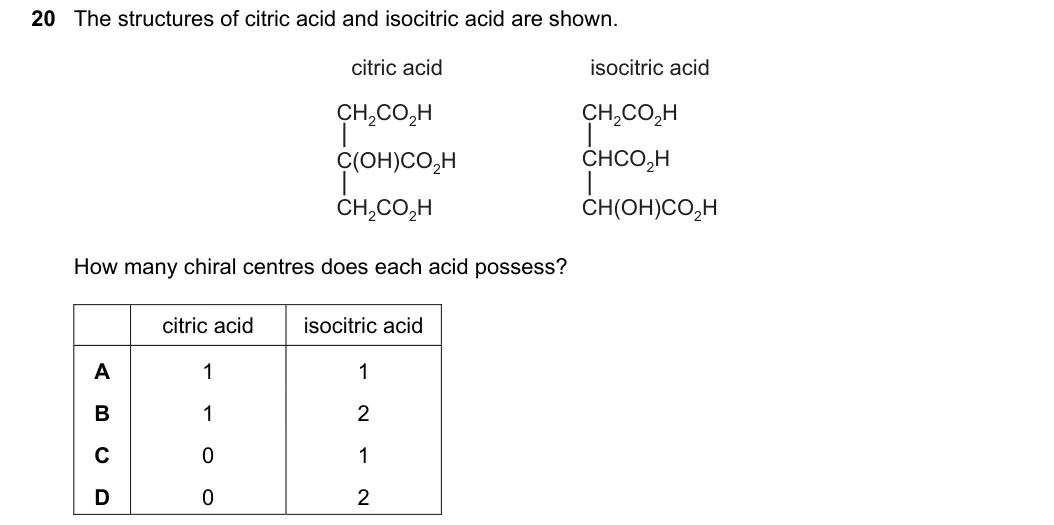 20 The structures of citric acid and isocitric acid are shown.
citric acid isocitric acid
CH₂CO₂H CH₂CO₂H
C(OH)CO₂H CHCO₂H
CH₂CO₂H CH(OH)CO₂H
How many chiral centres does each acid possess?
citric acid isocitric acid
A 1 1
B 1 2
C 0 1
D 0 2